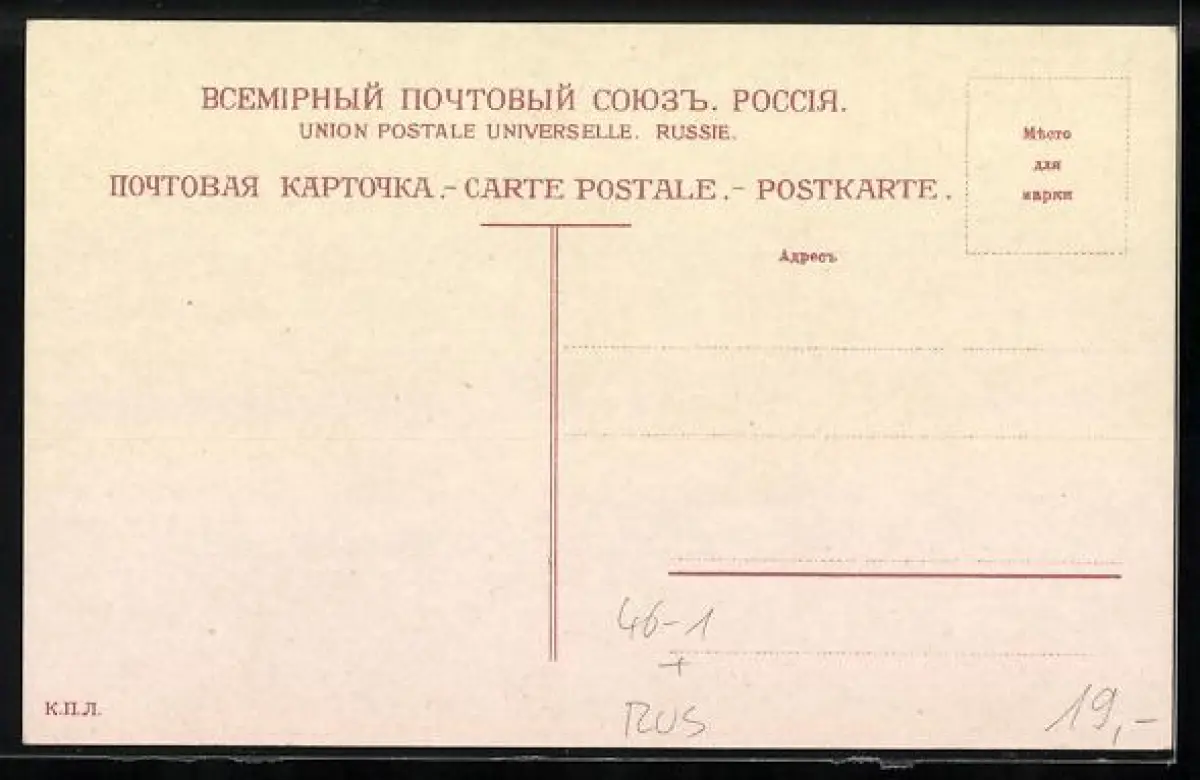 ВСЕМІРНЫЙ ПОЧТОВЫЙ СОЮЗЪ. РОССІЯ.
UNION POSTALE UNIVERSELLE. RUSSIE.
ПОЧТОВАЯ КАРТОЧКА.-CARTE POSTALE.- POSTKARTE.
Мѣсто
для
марки
Адресъ
46-1
+
RUS
19,-
К.П.Л.